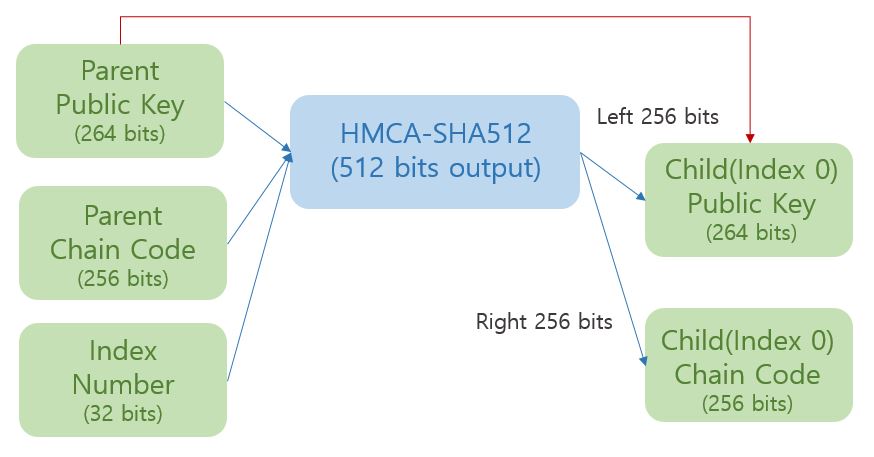 Parent
Public Key
(264 bits)
Parent
Chain Code
(256 bits)
Index
Number
(32 bits)
HMCA-SHA512
(512 bits output)
Left 256 bits
Right 256 bits
Child(Index 0)
Public Key
(264 bits)
Child(Index 0)
Chain Code
(256 bits)